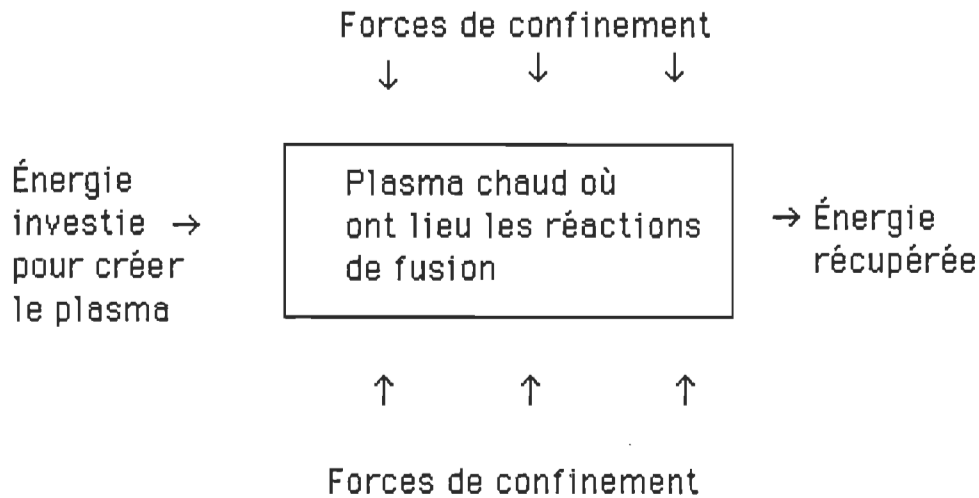 Forces de confinement
↓ ↓ ↓
Énergie
investie →
pour créer
le plasma
Plasma chaud où
ont lieu les réactions
de fusion
→ Énergie
récupérée
↑ ↑ ↑
Forces de confinement